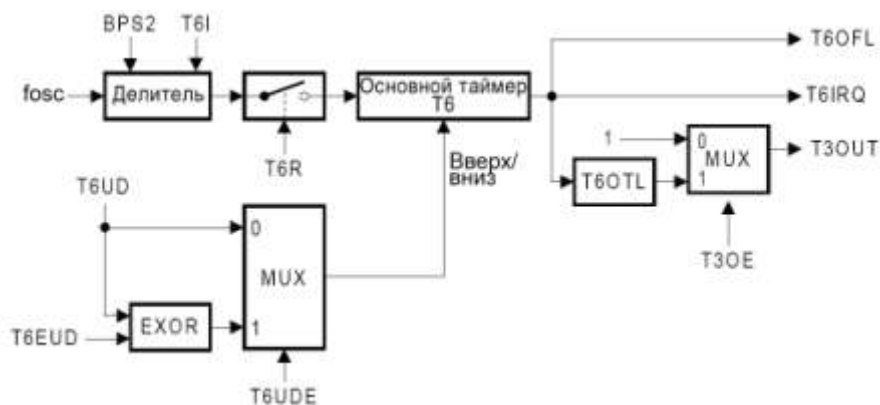 BPS2 T6I
T6OFL
fosc
Делитель
Основной таймер
T6
T6IRQ
T6R
Вверх/
вниз
1
0
MUX
1
T3OUT
T6OTL
T3OE
T6UD
0
MUX
1
EXOR
T6EUD
T6UDE